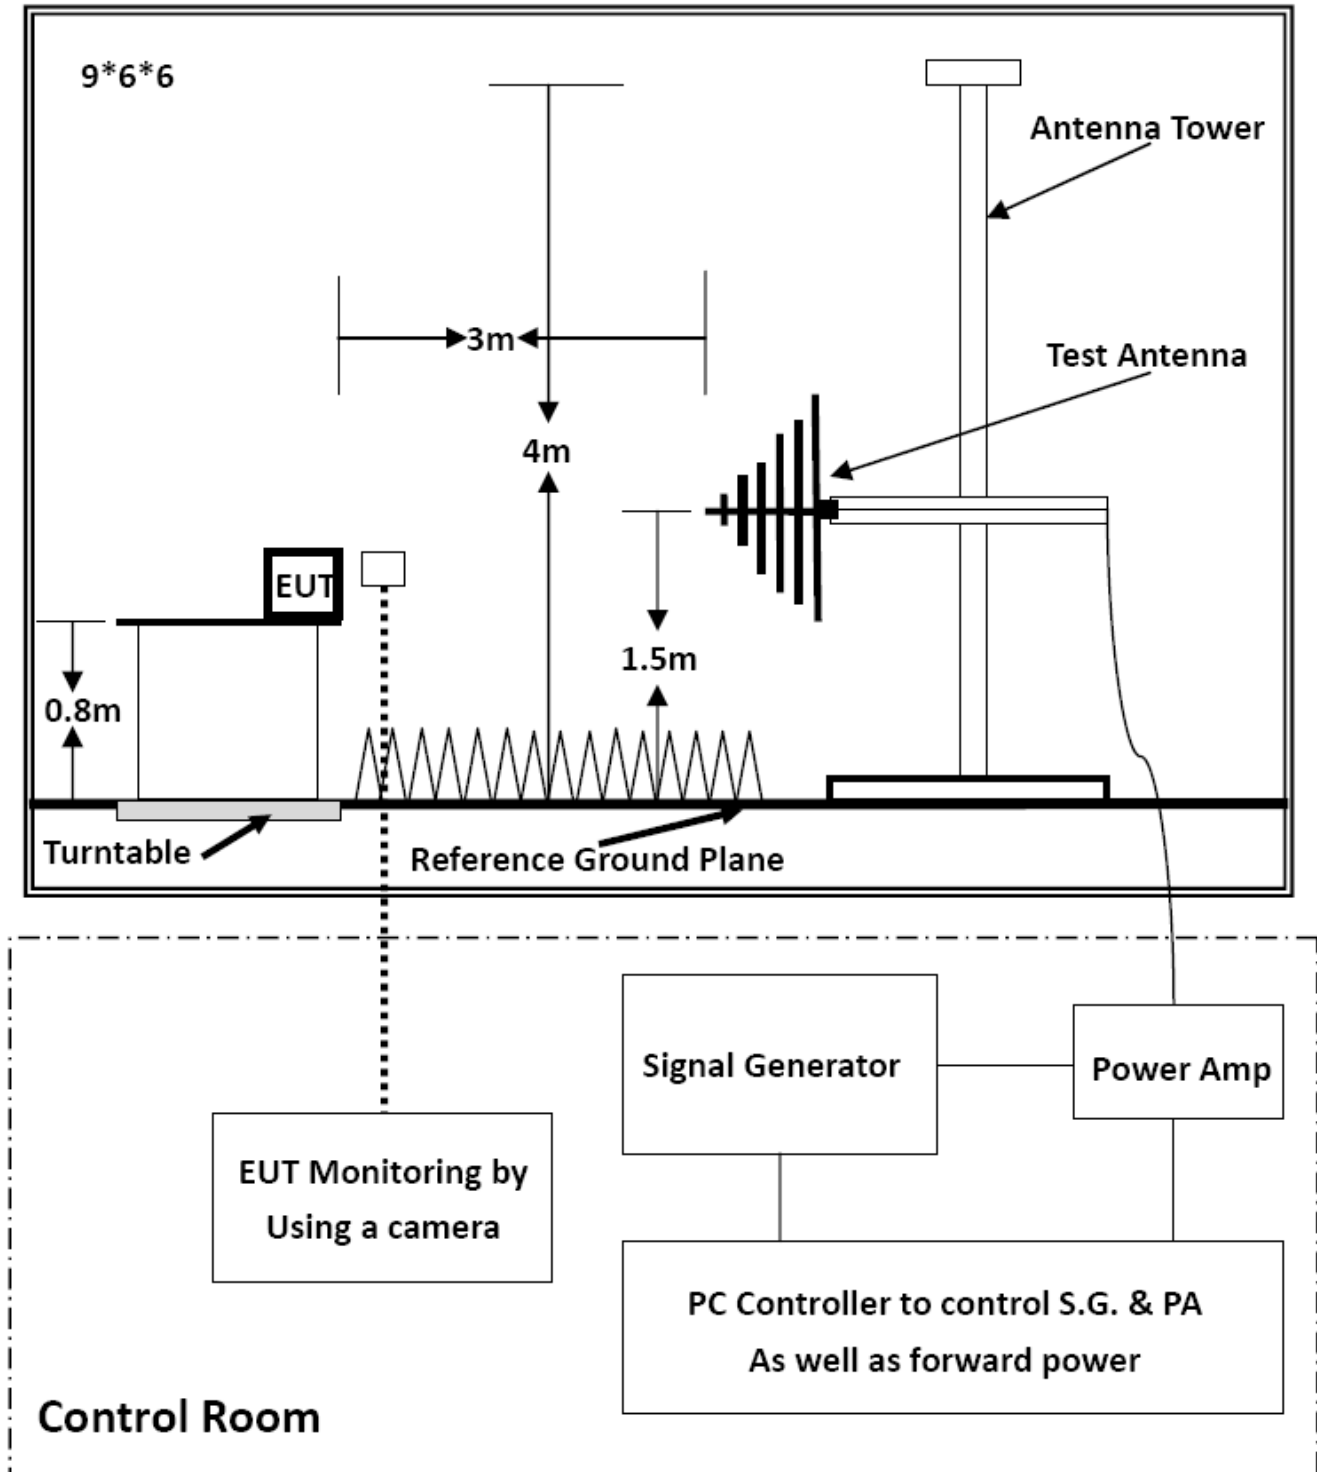 9*6*6
Antenna Tower
3m
Test Antenna
4m
EUT
1.5m
0.8m
Turntable
Reference Ground Plane
Signal Generator
Power Amp
EUT Monitoring by
Using a camera
PC Controller to control S.G. & PA
As well as forward power
Control Room